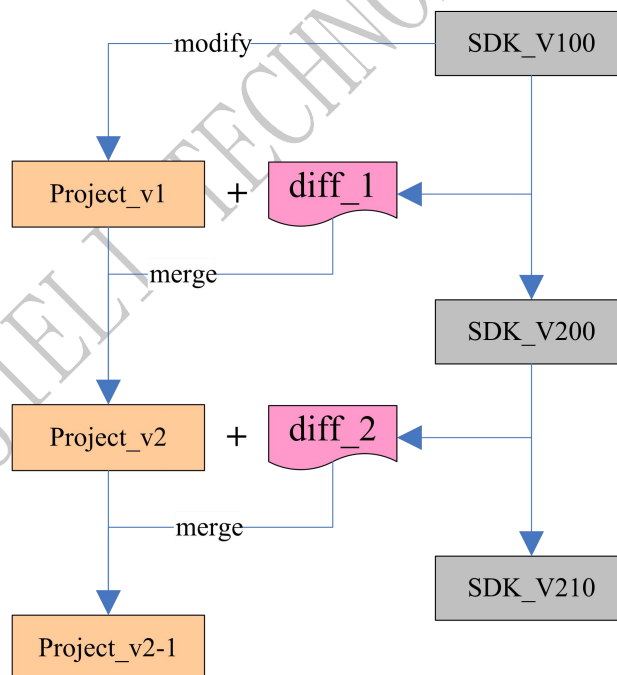 modify
SDK_V100
Project_v1
+
diff_1
merge
SDK_V200
Project_v2
+
diff_2
merge
SDK_V210
Project_v2-1